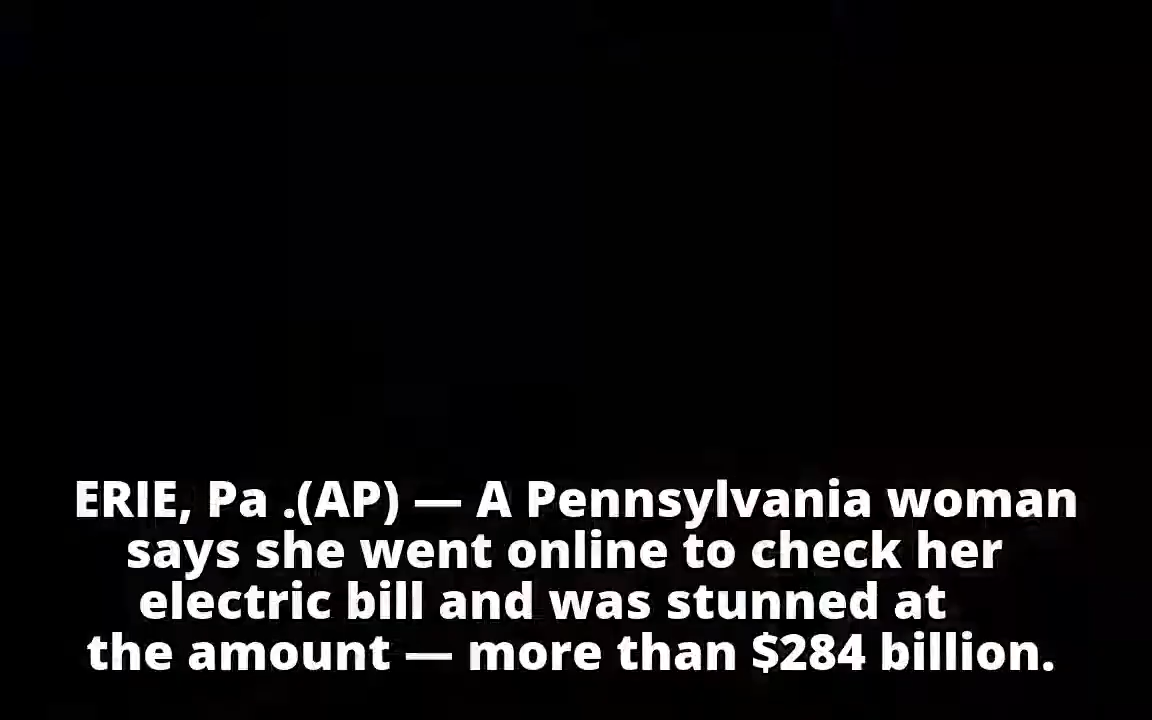 ERIE, Pa .(AP) — A Pennsylvania woman
says she went online to check her
electric bill and was stunned at
the amount — more than $284 billion.